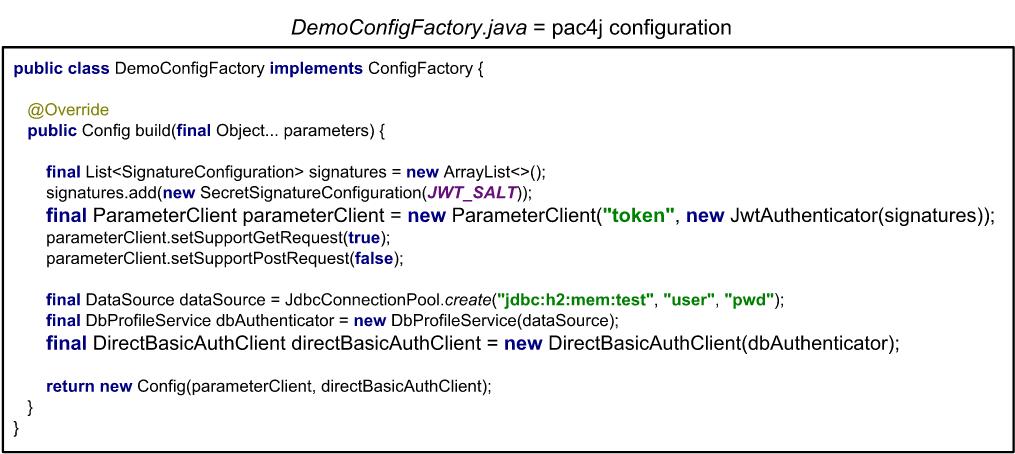 DemoConfigFactory.java = pac4j configuration
public class DemoConfigFactory implements ConfigFactory {
@Override
public Config build(final Object... parameters) {
final List<SignatureConfiguration> signatures = new ArrayList<>();
signatures.add(new SecretSignatureConfiguration(JWT_SALT));
final ParameterClient parameterClient = new ParameterClient("token", new JwtAuthenticator(signatures));
parameterClient.setSupportGetRequest(true);
parameterClient.setSupportPostRequest(false);
final DataSource dataSource = JdbcConnectionPool.create("jdbc:h2:mem:test", "user", "pwd");
final DbProfileService dbAuthenticator = new DbProfileService(dataSource);
final DirectBasicAuthClient directBasicAuthClient = new DirectBasicAuthClient(dbAuthenticator);
return new Config(parameterClient, directBasicAuthClient);
}
}